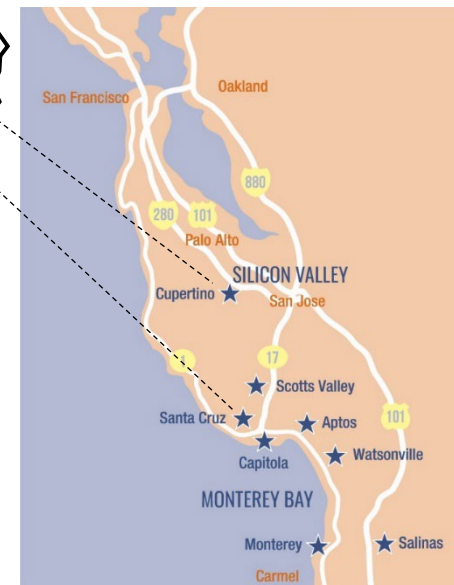 San Francisco
Oakland
880
280
101
Palo Alto
SILICON VALLEY
Cupertino
San Jose
1
17
Scotts Valley
Santa Cruz
Aptos
101
Capitola
Watsonville
MONTEREY BAY
Monterey
Salinas
Carmel